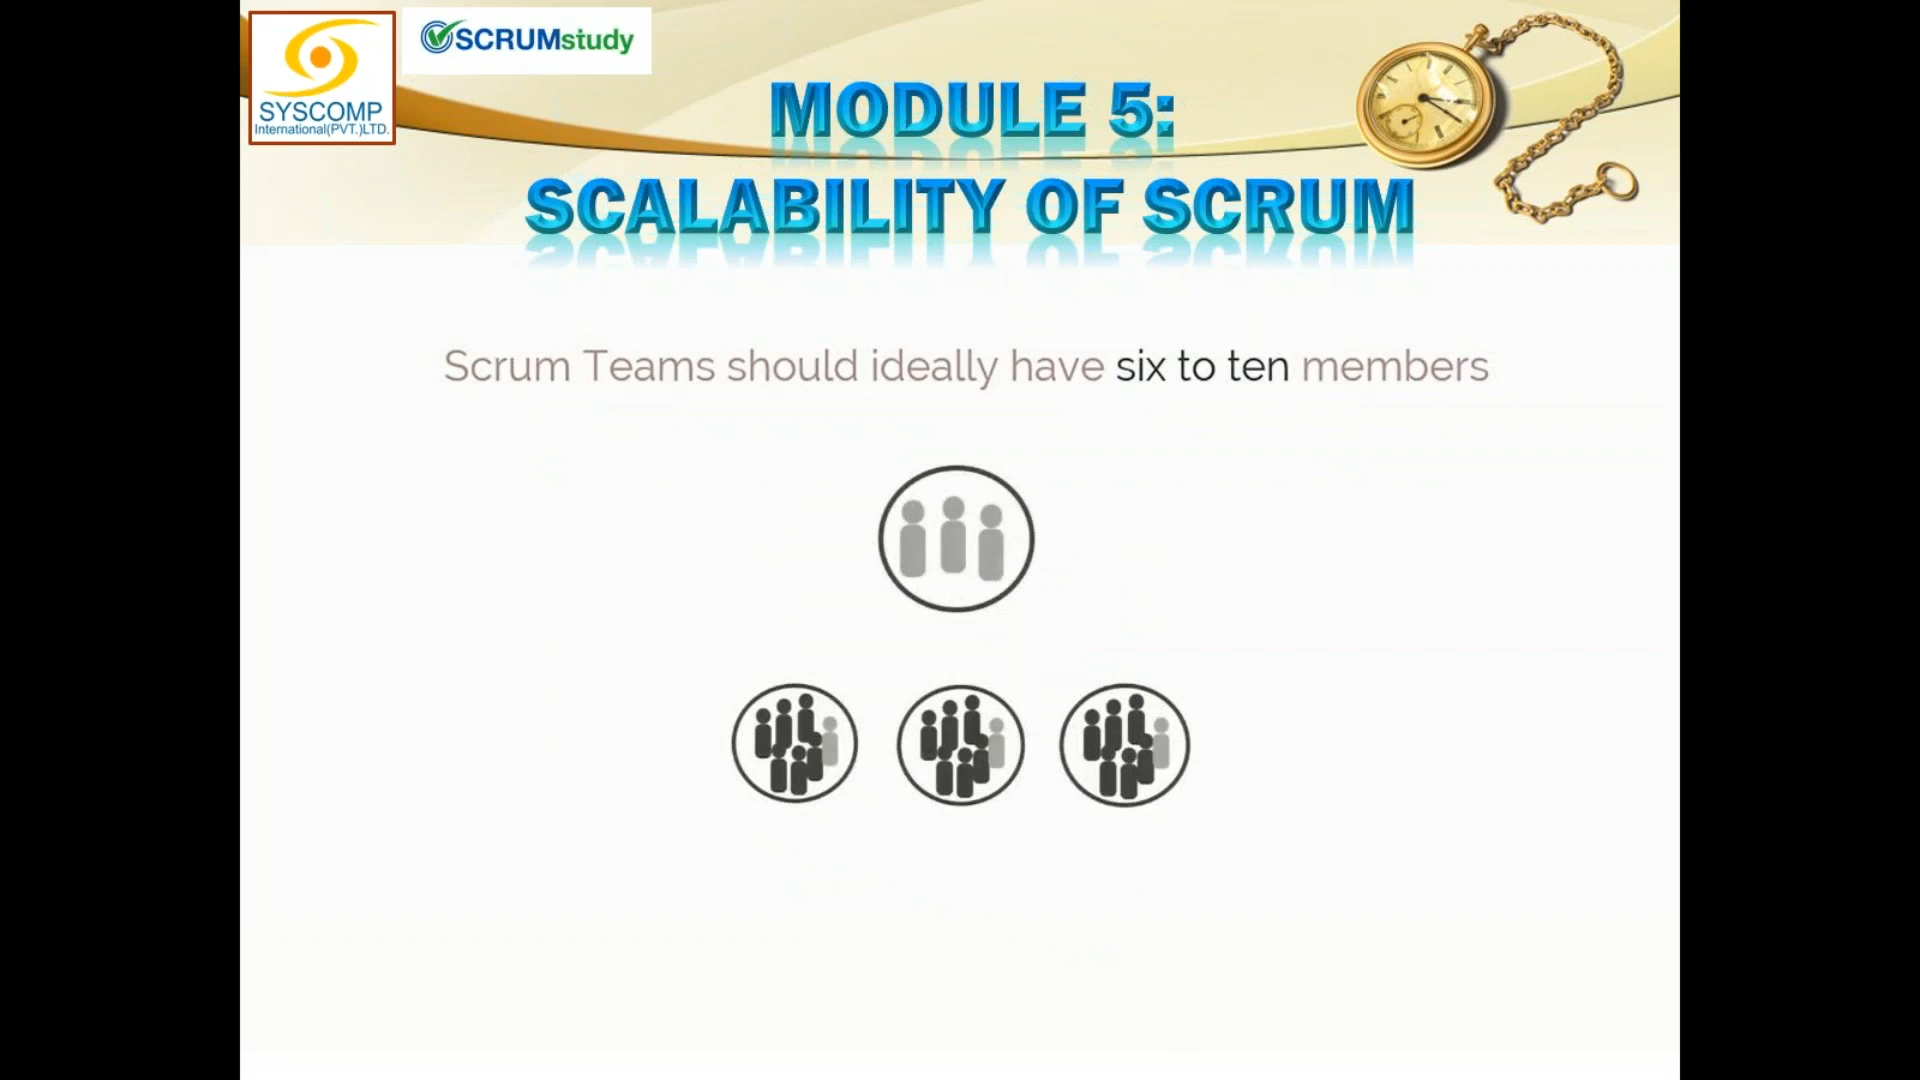 SCRUMstudy
SYSCOMP
International(PVT.)LTD.
MODULE 5:
SCALABILITY OF SCRUM
Scrum Teams should ideally have six to ten members